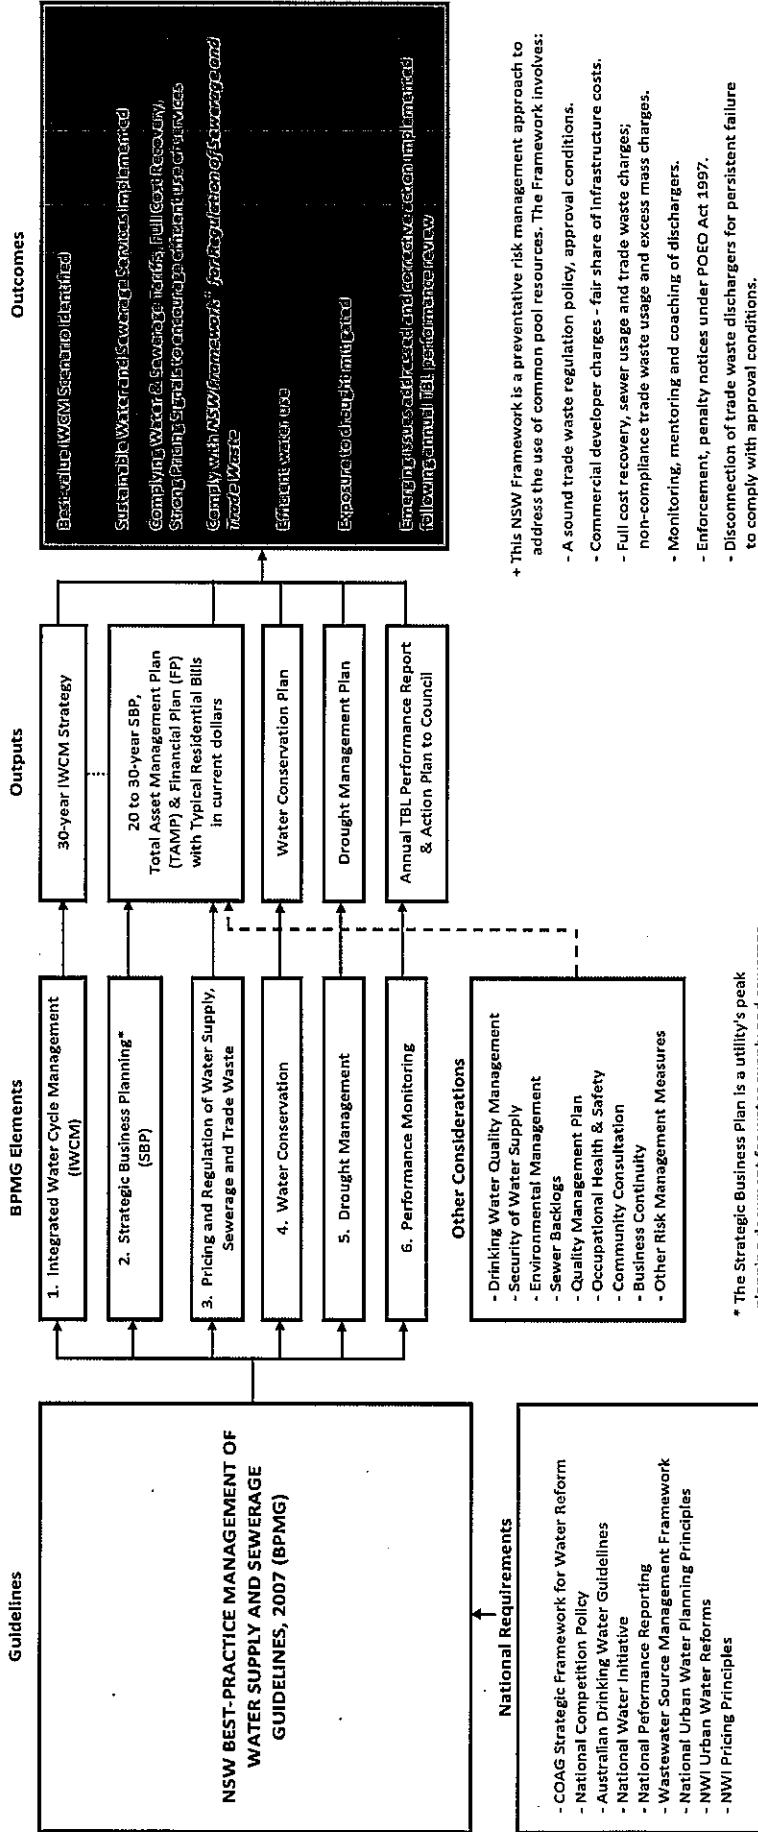 Guidelines
NSW BEST-PRACTICE MANAGEMENT OF
WATER SUPPLY AND SEWERAGE
GUIDELINES, 2007 (BPMG)
National Requirements
- COAG Strategic Framework for Water Reform
- National Competition Policy
- Australian Drinking Water Guidelines
- National Water Initiative
- National Peformance Reporting
- Wastewater Source Management Framework
- National Urban Water Planning Principles
- NWI Urban Water Reforms
- NWI Pricing Principles
BPMG Elements
1. Integrated Water Cycle Management
(IWCM)
2. Strategic Business Planning*
(SBP)
3. Pricing and Regulation of Water Supply,
Sewerage and Trade Waste
4. Water Conservation
5. Drought Management
6. Performance Monitoring
Other Considerations
- Drinking Water Quality Management
- Security of Water Supply
- Environmental Management
- Sewer Backlogs
- Quality Management Plan
- Occupational Health & Safety
- Community Consultation
- Business Continuity
- Other Risk Management Measures
* The Strategic Business Plan is a utility's peak
Outputs
30-year IWCM Strategy
20 to 30-year SBP,
Total Asset Management Plan
(TAMP) & Financial Plan (FP)
with Typical Residential Bills
in current dollars
Water Conservation Plan
Drought Management Plan
Annual TBL Performance Report
& Action Plan to Council
Outcomes
Best-value IWCM Scenario Identified
Sustainable Water and Sewerage Services Implemented
Complying Water & Sewerage Tariffs, Full Cost Recovery,
Strong Pricing Signals to encourage efficient use of services
Comply with NSW Framework+ for Regulation of Sewerage and
Trade Waste
Efficient water use
Exposure to drought mitigated
Emerging issues addressed and corrective action implemented
following annual TBL performance review
+ This NSW Framework is a preventative risk management approach to
address the use of common pool resources. The Framework involves:
- A sound trade waste regulation policy, approval conditions.
- Commercial developer charges - fair share of infrastructure costs.
- Full cost recovery, sewer usage and trade waste charges;
non-compliance trade waste usage and excess mass charges.
- Monitoring, mentoring and coaching of dischargers.
- Enforcement, penalty notices under POEO Act 1997.
- Disconnection of trade waste dischargers for persistent failure
to comply with approval conditions.